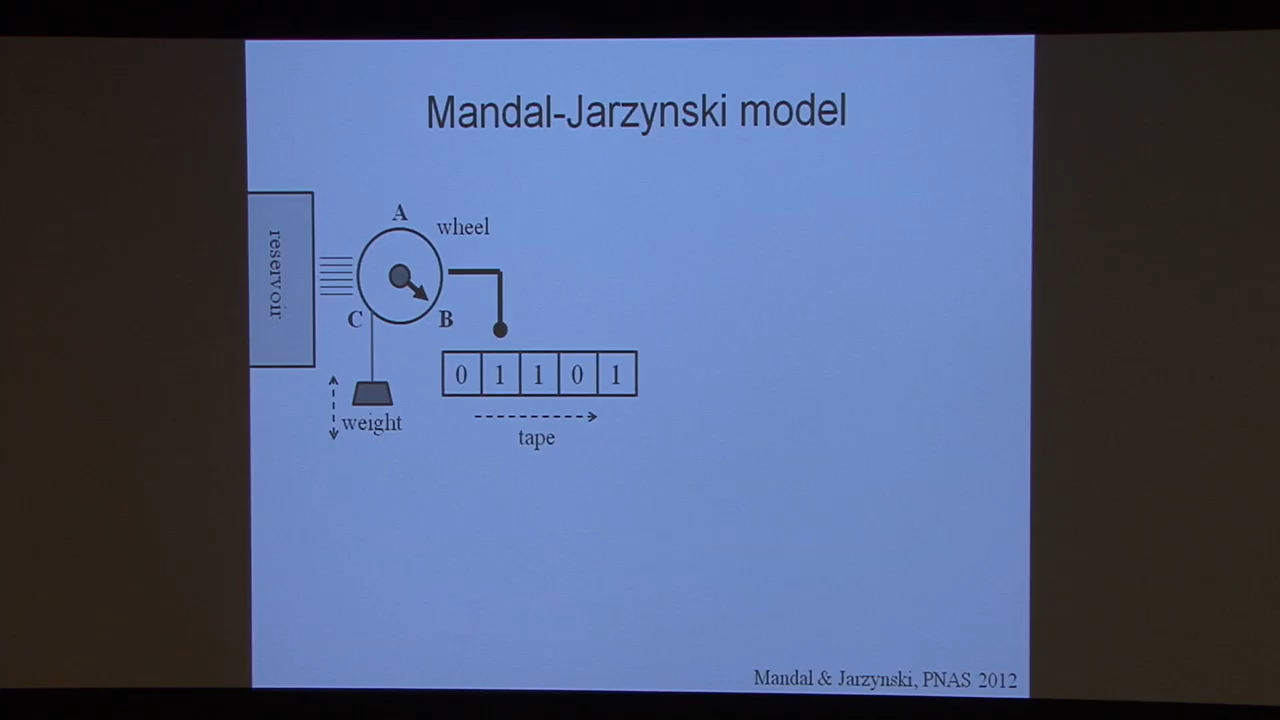 Mandal-Jarzynski model
A
wheel
reservoir
C
B
0 1 1 0 1
weight
tape
Mandal & Jarzynski, PNAS 2012